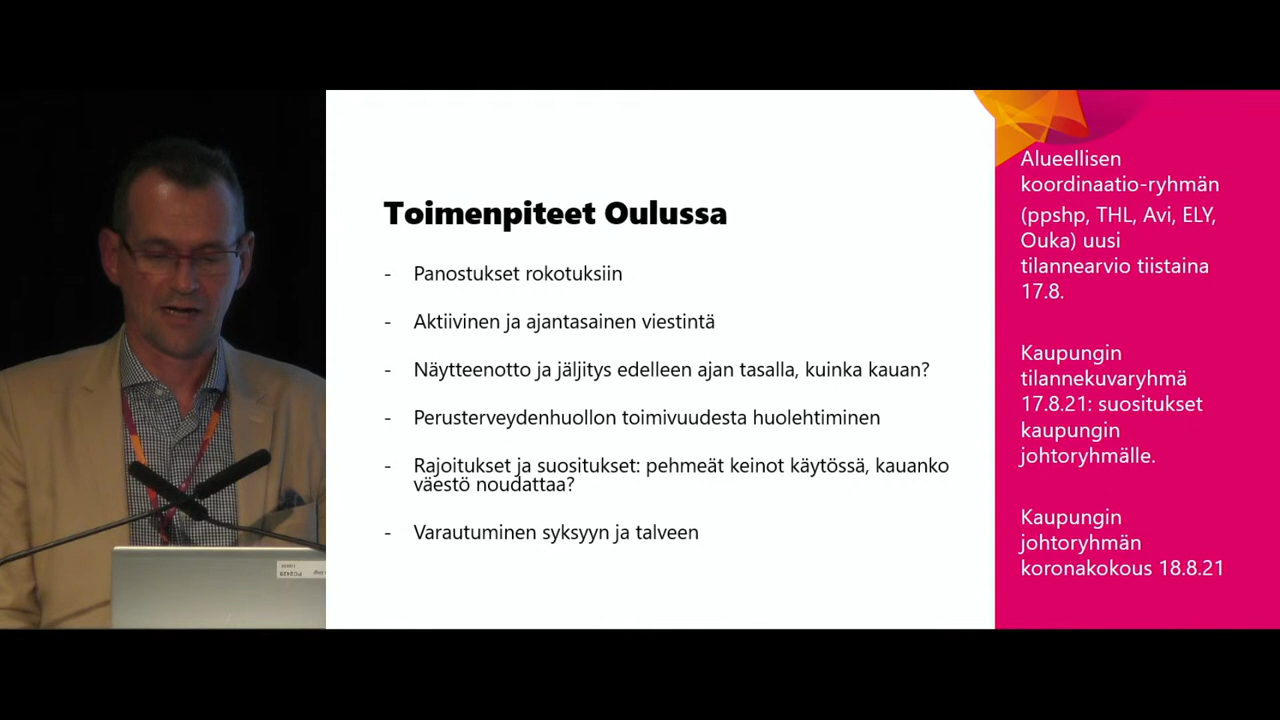 Toimenpiteet Oulussa
- Panostukset rokotuksiin
- Aktiivinen ja ajantasainen viestintä
- Näytteenotto ja jäljitys edelleen ajan tasalla, kuinka kauan?
- Perusterveydenhuollon toimivuudesta huolehtiminen
- Rajoitukset ja suositukset: pehmeät keinot käytössä, kauanko
väestö noudattaa?
- Varautuminen syksyyn ja talveen
Alueellisen
koordinaatio-ryhmän
(ppshp, THL, Avi, ELY,
Ouka) uusi
tilannearvio tiistaina
17.8.
Kaupungin
tilannekuvaryhmä
17.8.21: suositukset
kaupungin
johtoryhmälle.
Kaupungin
johtoryhmän
koronakokous 18.8.21